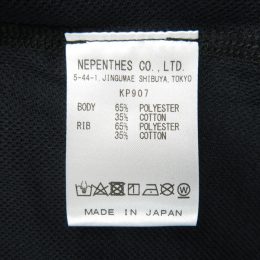 NEPENTHES CO., LTD.
5-44-1, JINGUMAE SHIBUYA, TOKYO
KP907
BODY 65% POLYESTER
35% COTTON
RIB 65% POLYESTER
35% COTTON
MADE IN JAPAN